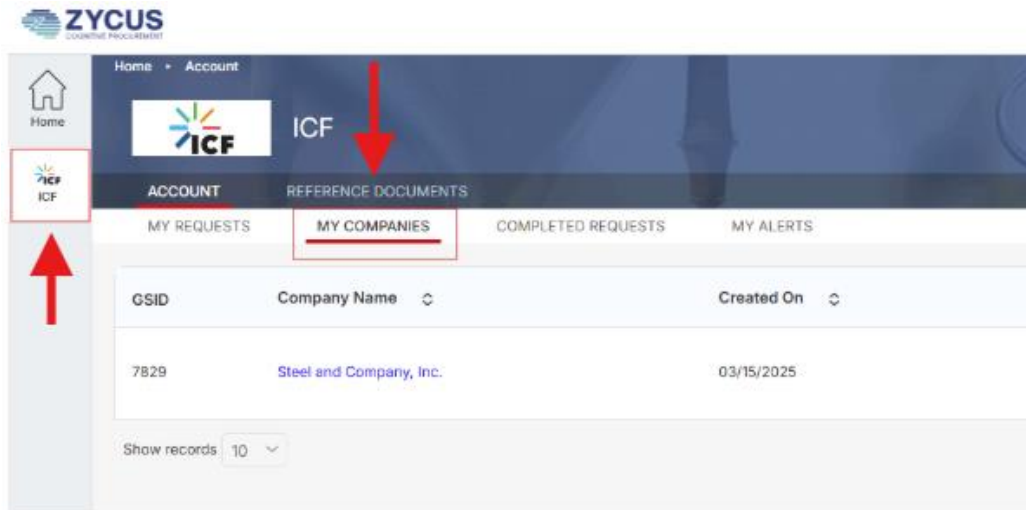 ZYCUS
COGNITIVE PROCUREMENT
Home • Account
Home
ICF
ICF
ICF
ICF
ACCOUNT REFERENCE DOCUMENTS
MY REQUESTS MY COMPANIES COMPLETED REQUESTS MY ALERTS
GSID Company Name Created On
7829 Steel and Company, Inc. 03/15/2025
Show records 10